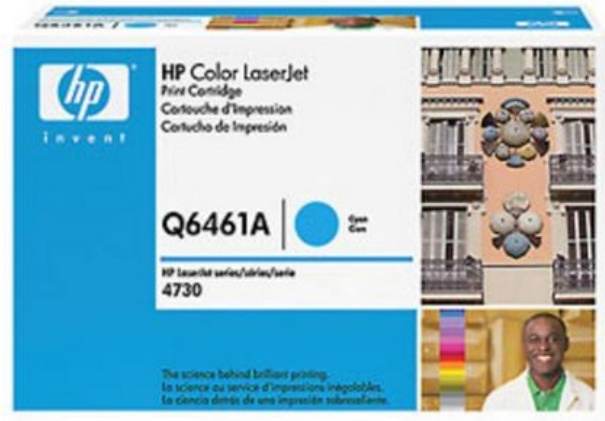 Q6461A
hp
invent
HP Color LaserJet
Print Cartridge
Cartouche d'Impression
Cartucho de Impresión
Q6461A
Cyan
HP LaserJet series/séries/serie
4730
The science behind brilliant printing.
La science au service d'impressions inégalables.
La ciencia detrás de una impresión sobresaliente.